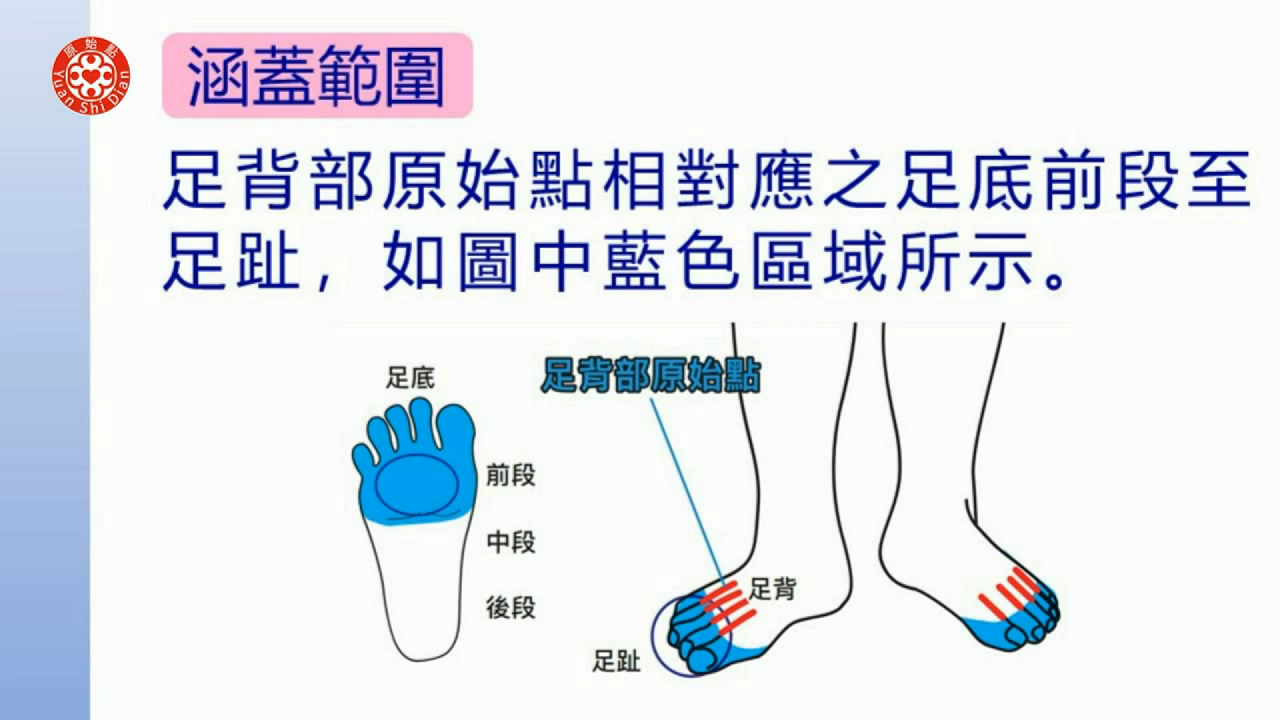 原始點
Yuan Shi Dian
涵蓋範圍
足背部原始點相對應之足底前段至
足趾，如圖中藍色區域所示。
足底
足背部原始點
前段
中段
後段
足背
足趾